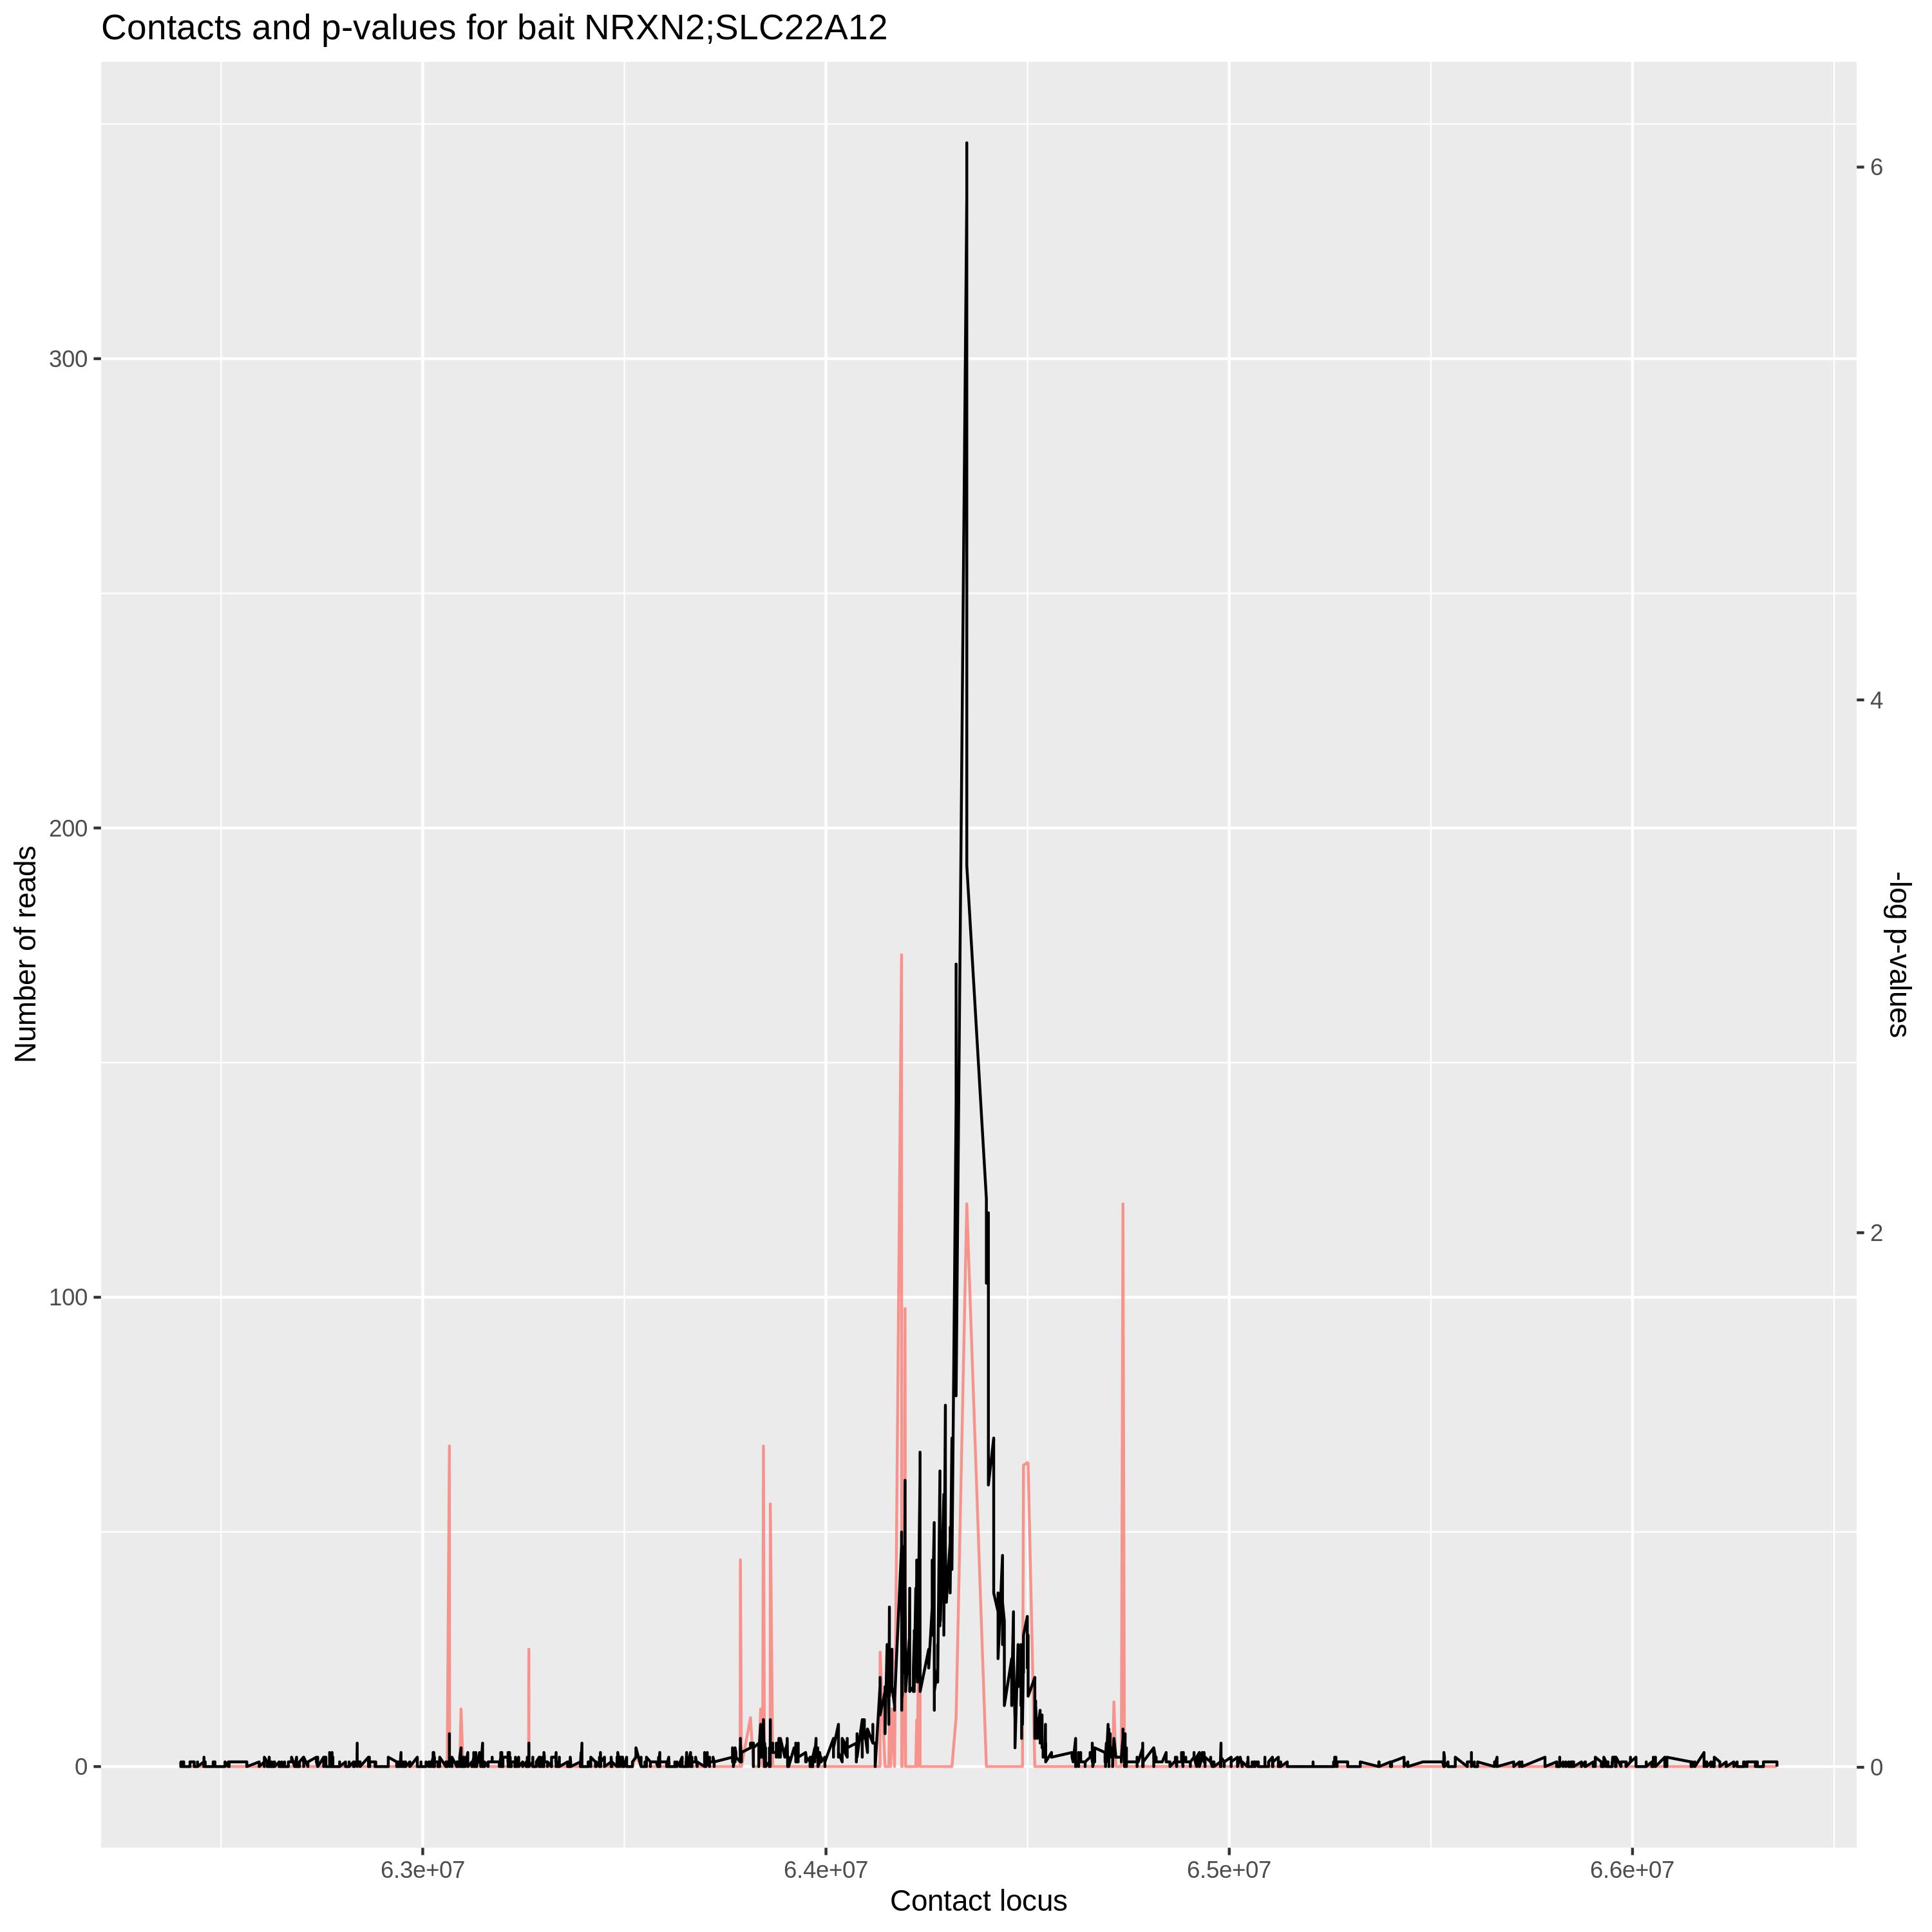 Contacts and p-values for bait NRXN2;SLC22A12
Number of reads
300
200
100
0
6
4
2
0
-log p-values
6.3e+07
6.4e+07
6.5e+07
6.6e+07
Contact locus